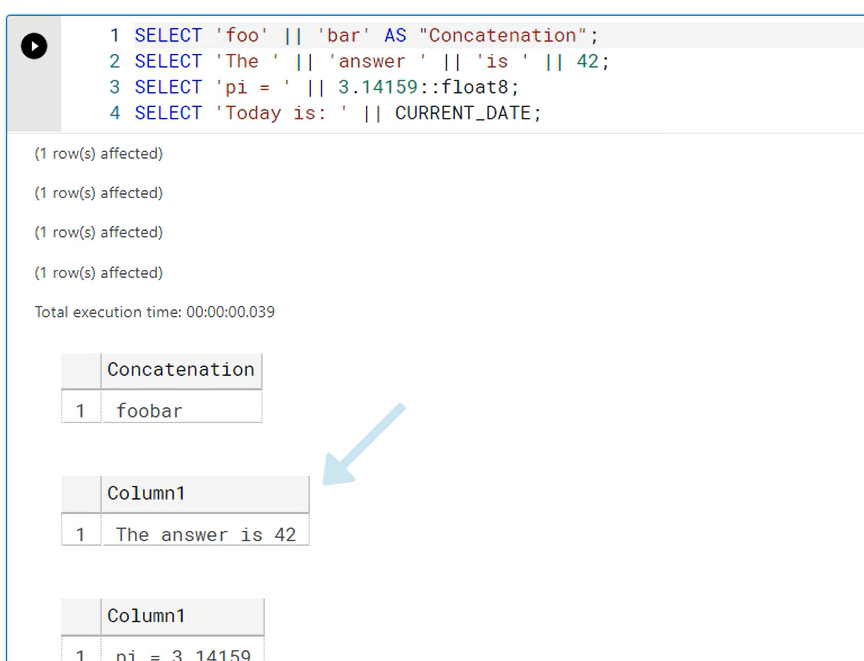 1 SELECT 'foo' || 'bar' AS "Concatenation";
2 SELECT 'The ' || 'answer ' || 'is ' || 42;
3 SELECT 'pi = ' || 3.14159::float8;
4 SELECT 'Today is: ' || CURRENT_DATE;
(1 row(s) affected)
(1 row(s) affected)
(1 row(s) affected)
(1 row(s) affected)
Total execution time: 00:00:00.039
Concatenation
1 foobar
Column1
1 The answer is 42
Column1
1 pi = 3.14159